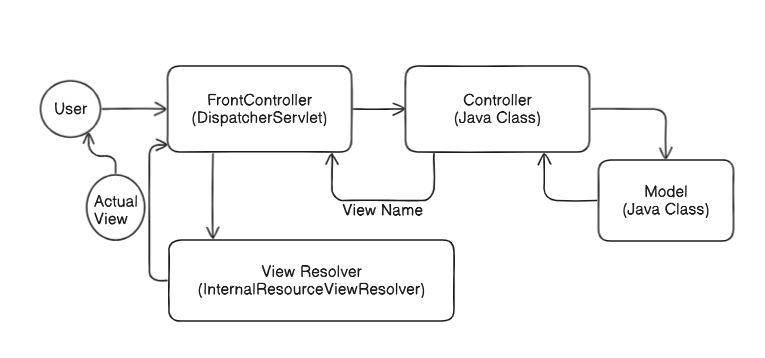 User
FrontController
(DispatcherServlet)
Controller
(Java Class)
Actual
View
View Name
Model
(Java Class)
View Resolver
(InternalResourceViewResolver)